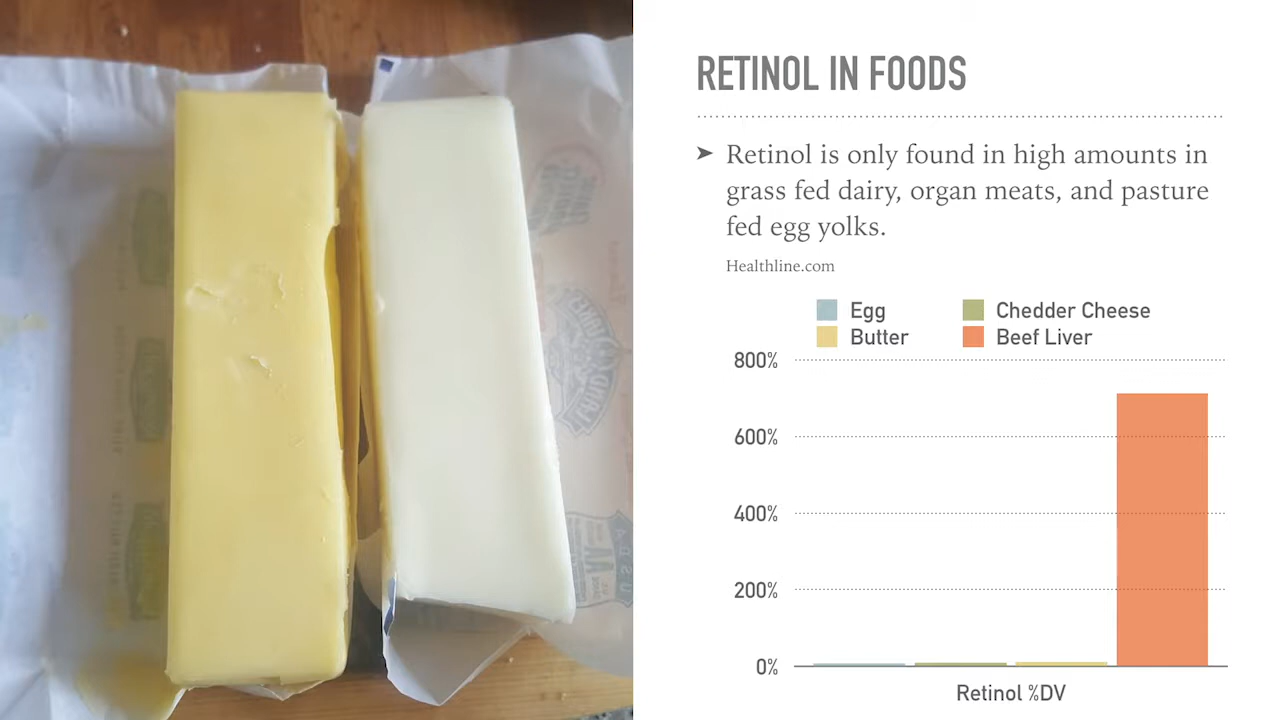 RETINOL IN FOODS
➤ Retinol is only found in high amounts in
grass fed dairy, organ meats, and pasture
fed egg yolks.
Healthline.com
Egg
Chedder Cheese
Butter
Beef Liver
800%
600%
400%
200%
0%
Retinol %DV